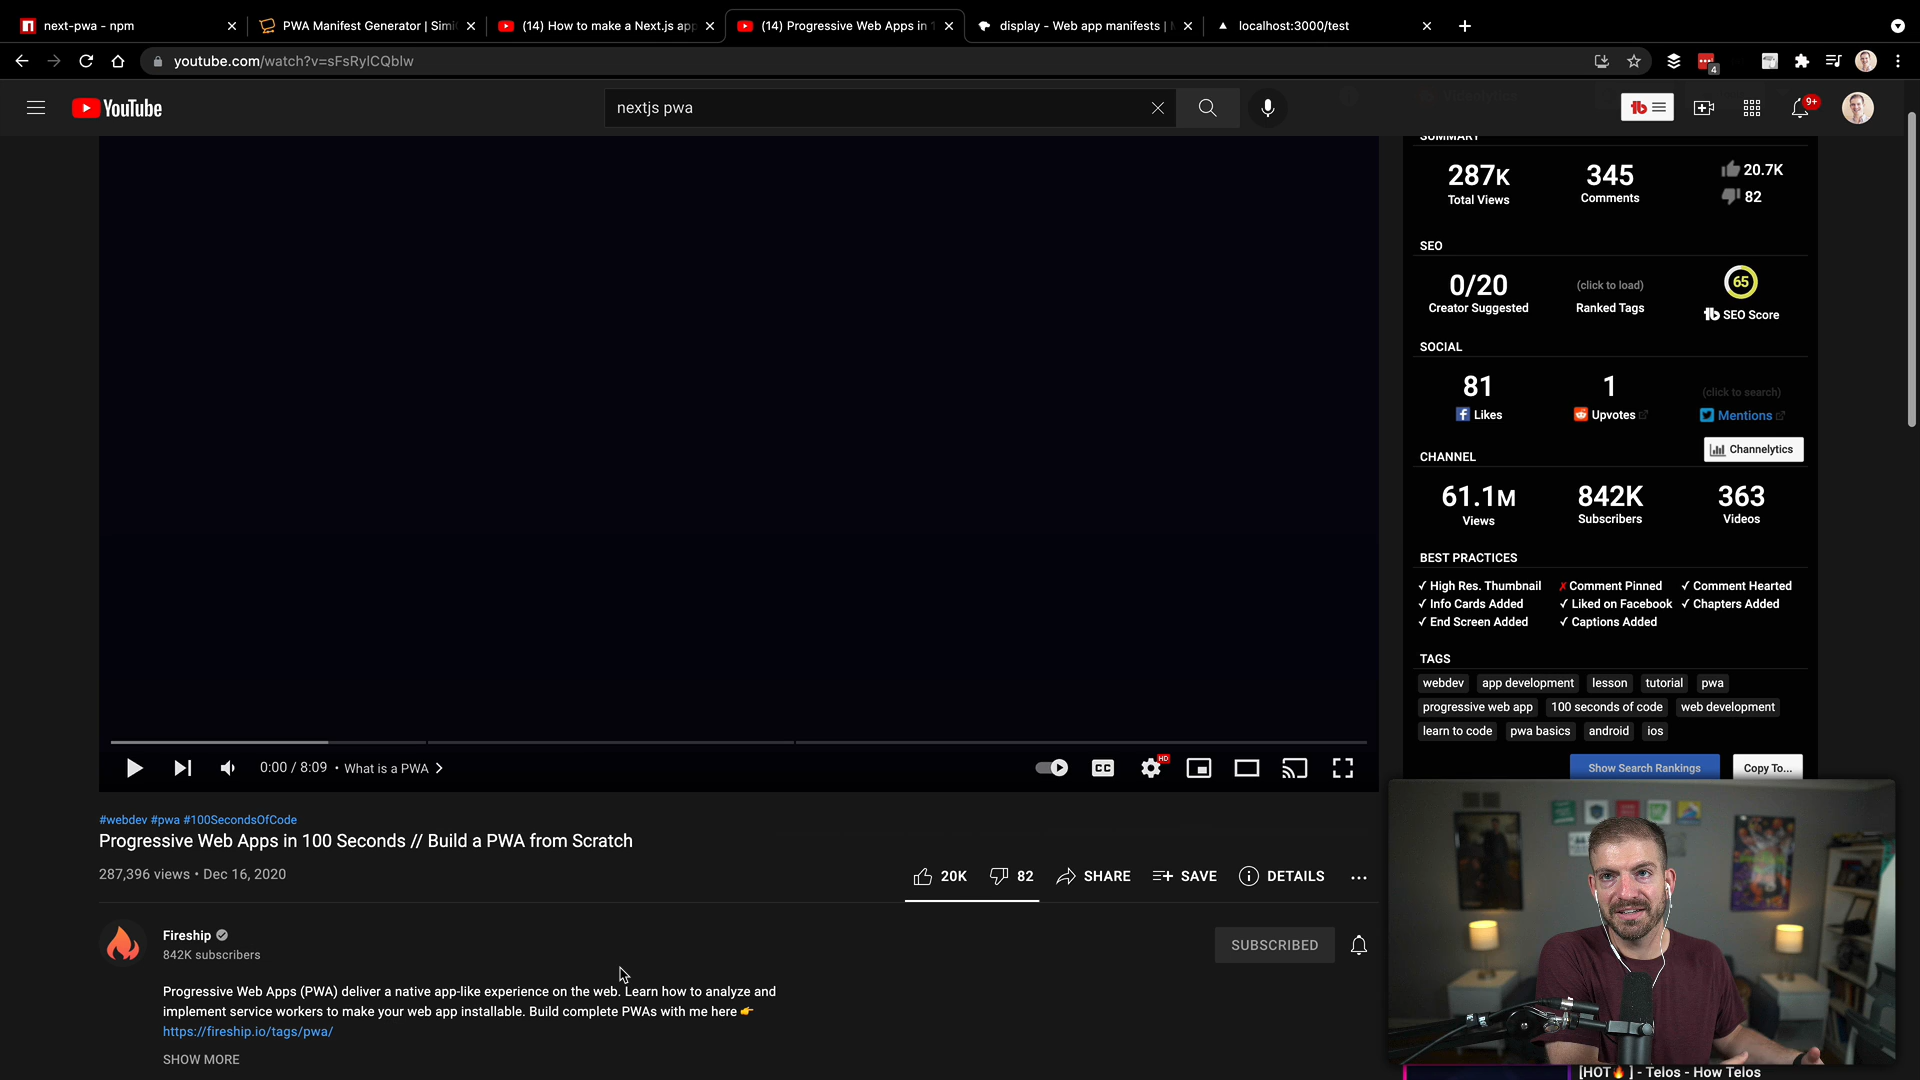 next-pwa - npm
PWA Manifest Generator | Simi
(14) How to make a Next.js app
(14) Progressive Web Apps in 1
display - Web app manifests |
localhost:3000/test
youtube.com/watch?v=sFsRylCQblw
4
YouTube
nextjs pwa
9+
SUMMARY
287K
Total Views
345
Comments
20.7K
82
SEO
0/20
Creator Suggested
(click to load)
Ranked Tags
65
SEO Score
SOCIAL
81
Likes
1
Upvotes
(click to search)
Mentions
CHANNEL
Channelytics
61.1M
Views
842K
Subscribers
363
Videos
BEST PRACTICES
✓ High Res. Thumbnail
✗ Comment Pinned
✓ Comment Hearted
✓ Info Cards Added
✓ Liked on Facebook
✓ Chapters Added
✓ End Screen Added
✓ Captions Added
TAGS
webdev app development lesson tutorial pwa
progressive web app 100 seconds of code web development
learn to code pwa basics android ios
Show Search Rankings
Copy To...
0:00 / 8:09 • What is a PWA
CC
HD
#webdev #pwa #100SecondsOfCode
Progressive Web Apps in 100 Seconds // Build a PWA from Scratch
287,396 views • Dec 16, 2020
20K
82
SHARE
SAVE
DETAILS
Fireship
842K subscribers
SUBSCRIBED
Progressive Web Apps (PWA) deliver a native app-like experience on the web. Learn how to analyze and
implement service workers to make your web app installable. Build complete PWAs with me here 👉
https://fireship.io/tags/pwa/
SHOW MORE
[HOT🔥] - Telos - How Telos